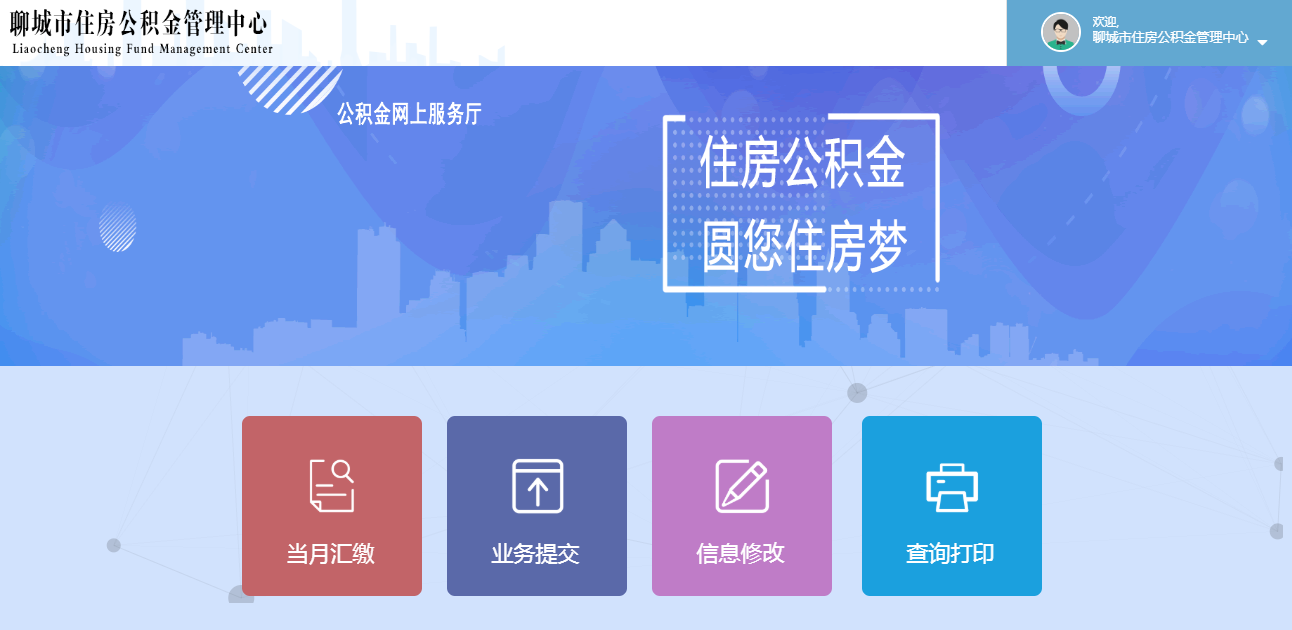 聊城市住房公积金管理中心
Liaocheng Housing Fund Management Center
欢迎,
聊城市住房公积金管理中心
公积金网上服务厅
住房公积金
圆您住房梦
当月汇缴
业务提交
信息修改
查询打印